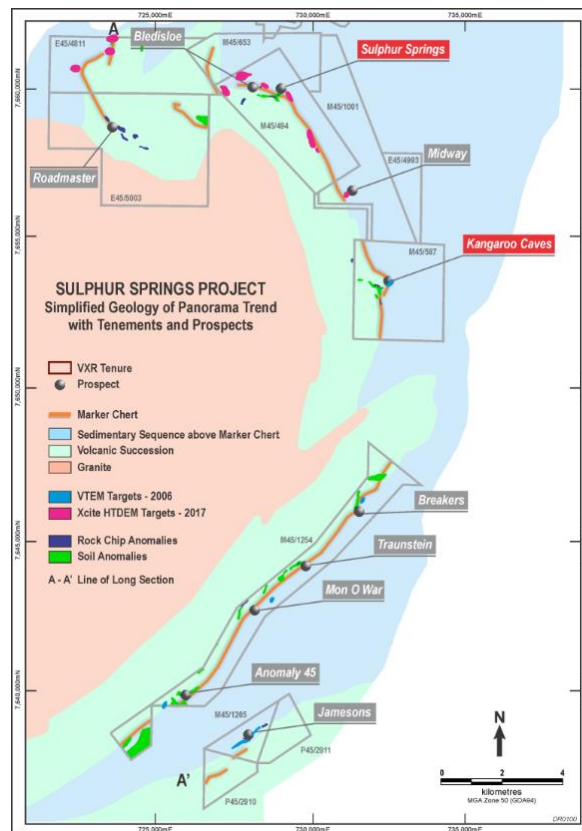 725,000mE
730,000mE
735,000mE
A
E45/4811
Bledisloe
M45/653
Sulphur Springs
7,660,000mN
M45/1001
M45/494
E45/4993
Midway
Roadmaster
E45/5003
7,655,000mN
M45/587
Kangaroo Caves
SULPHUR SPRINGS PROJECT
Simplified Geology of Panorama Trend
with Tenements and Prospects
VXR Tenure
Prospect
Marker Chert
Sedimentary Sequence above Marker Chert
Volcanic Succession
Granite
VTEM Targets - 2006
Xcite HTDEM Targets - 2017
Rock Chip Anomalies
Soil Anomalies
A - A' Line of Long Section
7,650,000mN
Breakers
7,645,000mN
M45/1254
Traunstein
Mon O War
Anomaly 45
7,640,000mN
M45/1265
Jamesons
P45/2911
A'
P45/2910
N
0 2 4
kilometres
MGA Zone 50 (GDA94)
725,000mE
730,000mE
735,000mE
DR0100